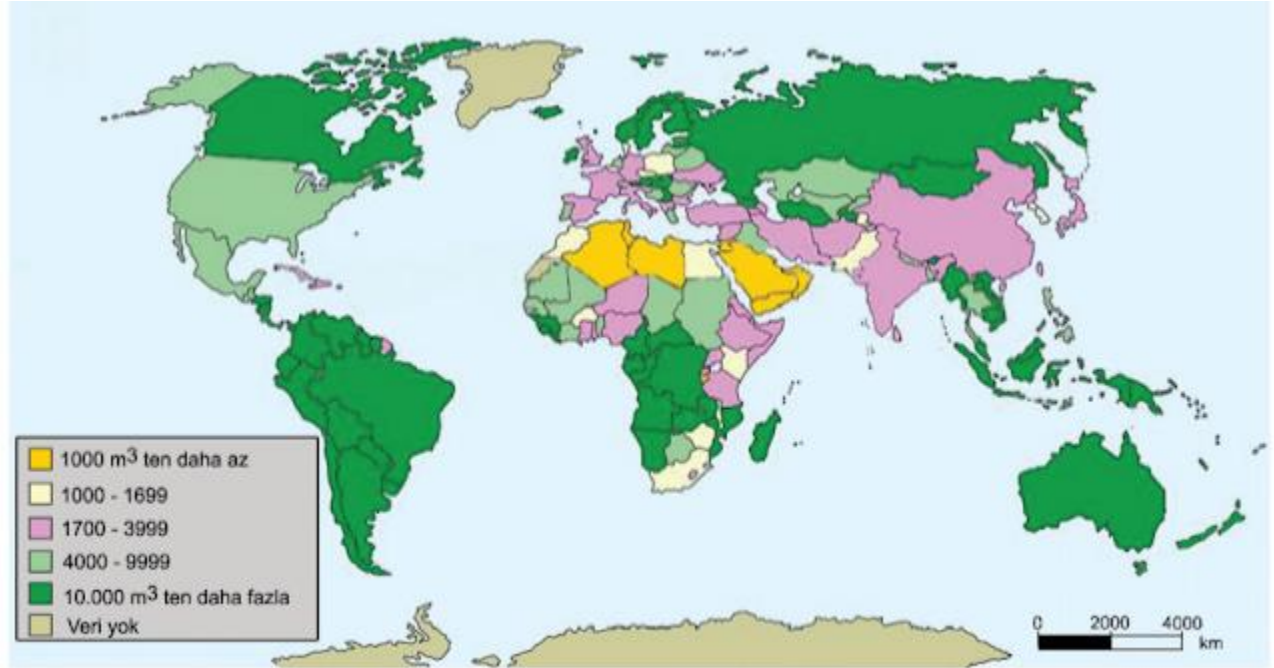 1000 m³ ten daha az
1000 - 1699
1700 - 3999
4000 - 9999
10.000 m³ ten daha fazla
Veri yok
0 2000 4000
km